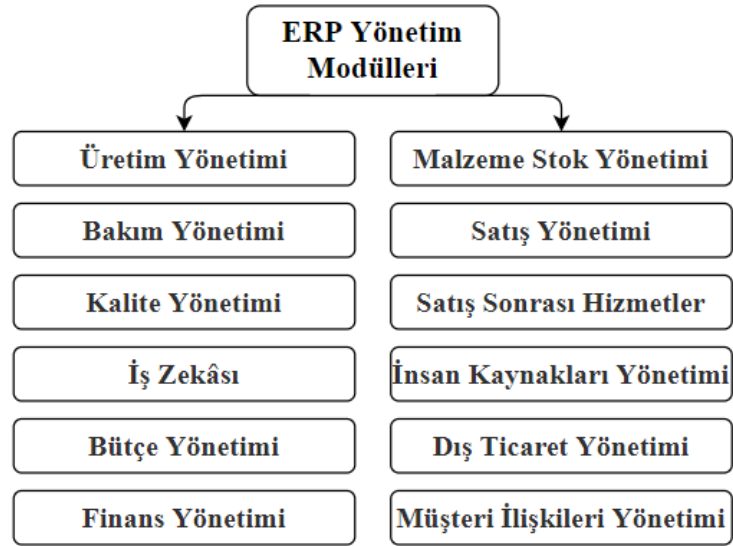 ERP Yönetim
Modülleri
Üretim Yönetimi
Malzeme Stok Yönetimi
Bakım Yönetimi
Satış Yönetimi
Kalite Yönetimi
Satış Sonrası Hizmetler
İş Zekâsı
İnsan Kaynakları Yönetimi
Bütçe Yönetimi
Dış Ticaret Yönetimi
Finans Yönetimi
Müşteri İlişkileri Yönetimi